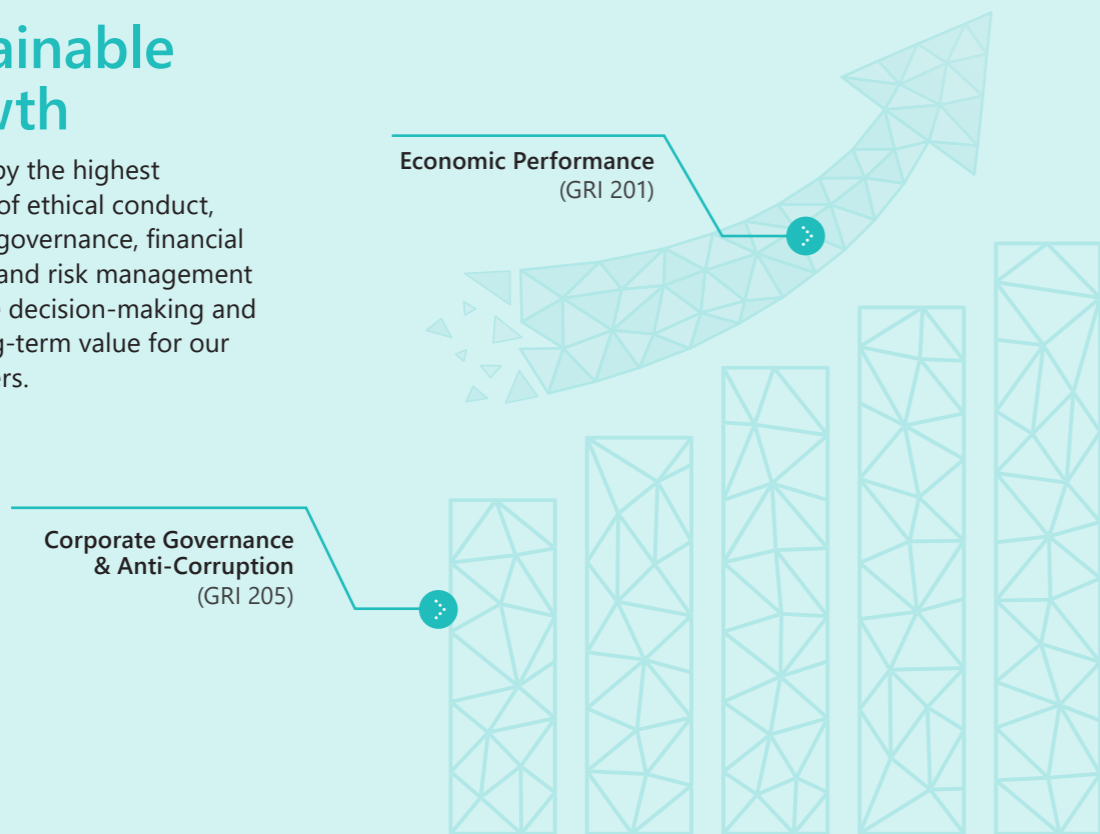 ainable
wth
by the highest
of ethical conduct,
governance, financial
and risk management
decision-making and
g-term value for our
ers.
Economic Performance
(GRI 201)
Corporate Governance
& Anti-Corruption
(GRI 205)